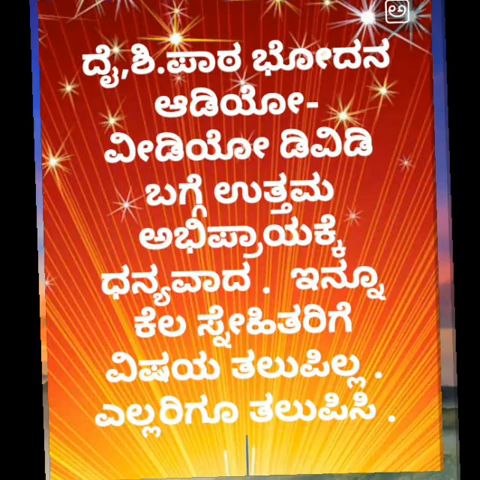 ದೈ,ಶಿ.ಪಾಠ ಭೋದನ
ಆಡಿಯೋ-
ವೀಡಿಯೋ ಡಿವಿಡಿ
ಬಗ್ಗೆ ಉತ್ತಮ
ಅಭಿಪ್ರಾಯಕ್ಕೆ
ಧನ್ಯವಾದ . ಇನ್ನೂ
ಕೆಲ ಸ್ನೇಹಿತರಿಗೆ
ವಿಷಯ ತಲುಪಿಲ್ಲ .
ಎಲ್ಲರಿಗೂ ತಲುಪಿಸಿ .